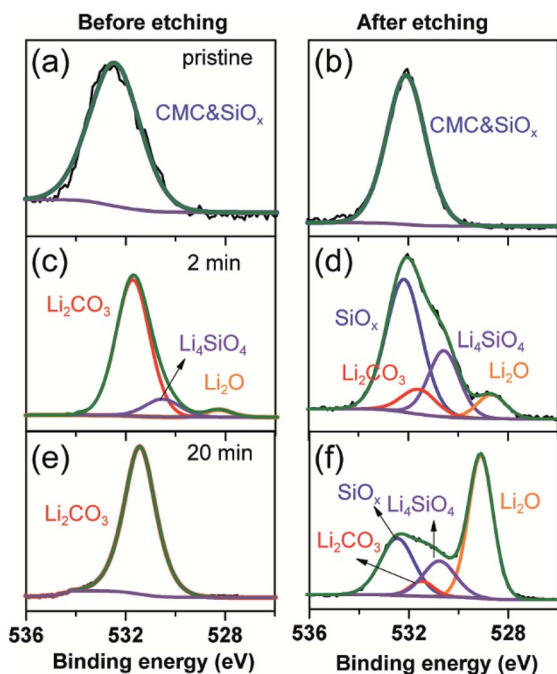 Before etching
After etching
(a)
pristine
CMC&SiOₓ
(b)
CMC&SiOₓ
(c)
2 min
Li₂CO₃
Li₄SiO₄
Li₂O
(d)
SiOₓ
Li₂CO₃
Li₄SiO₄
Li₂O
(e)
20 min
Li₂CO₃
(f)
SiOₓ
Li₄SiO₄
Li₂O
Li₂CO₃
536 532 528
536 532 528
Binding energy (eV)
Binding energy (eV)